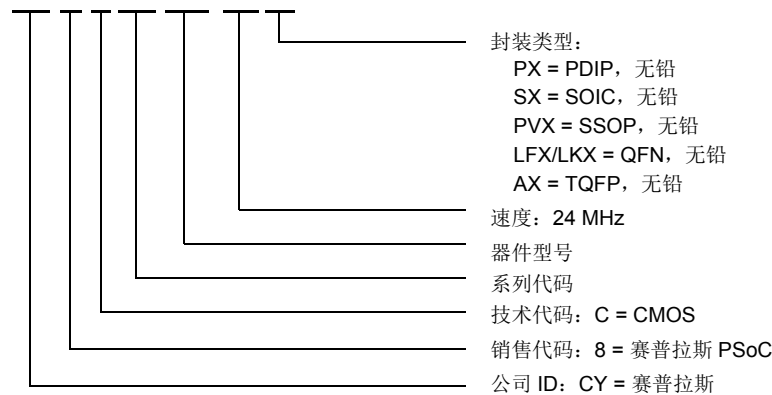 封装类型：
PX = PDIP，无铅
SX = SOIC，无铅
PVX = SSOP，无铅
LFX/LKX = QFN，无铅
AX = TQFP，无铅
速度：24 MHz
器件型号
系列代码
技术代码：C = CMOS
销售代码：8 = 赛普拉斯 PSoC
公司 ID：CY = 赛普拉斯